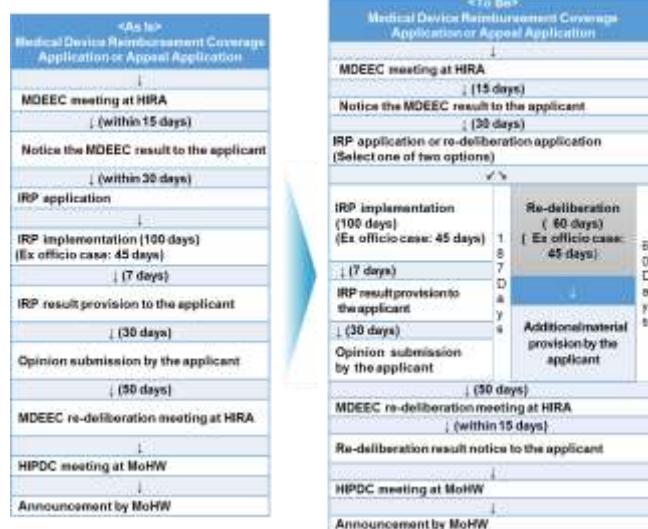 <As Is>
Medical Device Reimbursement Coverage
Application or Appeal Application
↓
MDEEC meeting at HIRA
↓ (within 15 days)
Notice the MDEEC result to the applicant
↓ (within 30 days)
IRP application
↓
IRP implementation (100 days)
(Ex officio case: 45 days)
↓ (7 days)
IRP result provision to the applicant
↓ (30 days)
Opinion submission by the applicant
↓ (50 days)
MDEEC re-deliberation meeting at HIRA
↓
HIPDC meeting at MoHW
↓
Announcement by MoHW
<To Be>
Medical Device Reimbursement Coverage
Application or Appeal Application
↓
MDEEC meeting at HIRA
↓ (15 days)
Notice the MDEEC result to the applicant
↓ (30 days)
IRP application or re-deliberation application
(Select one of two options)
↙ ↘
IRP implementation
(100 days)
(Ex officio case: 45 days)
↓ (7 days)
IRP result provision to
the applicant
↓ (30 days)
Opinion submission
by the applicant
187Days
Re-deliberation
( 60 days)
( Ex officio case:
45 days)
↓
Additional material
provision by the
applicant
60Days
↓ (50 days)
MDEEC re-deliberation meeting at HIRA
↓ (within 15 days)
Re-deliberation result notice to the applicant
↓
HIPDC meeting at MoHW
↓
Announcement by MoHW